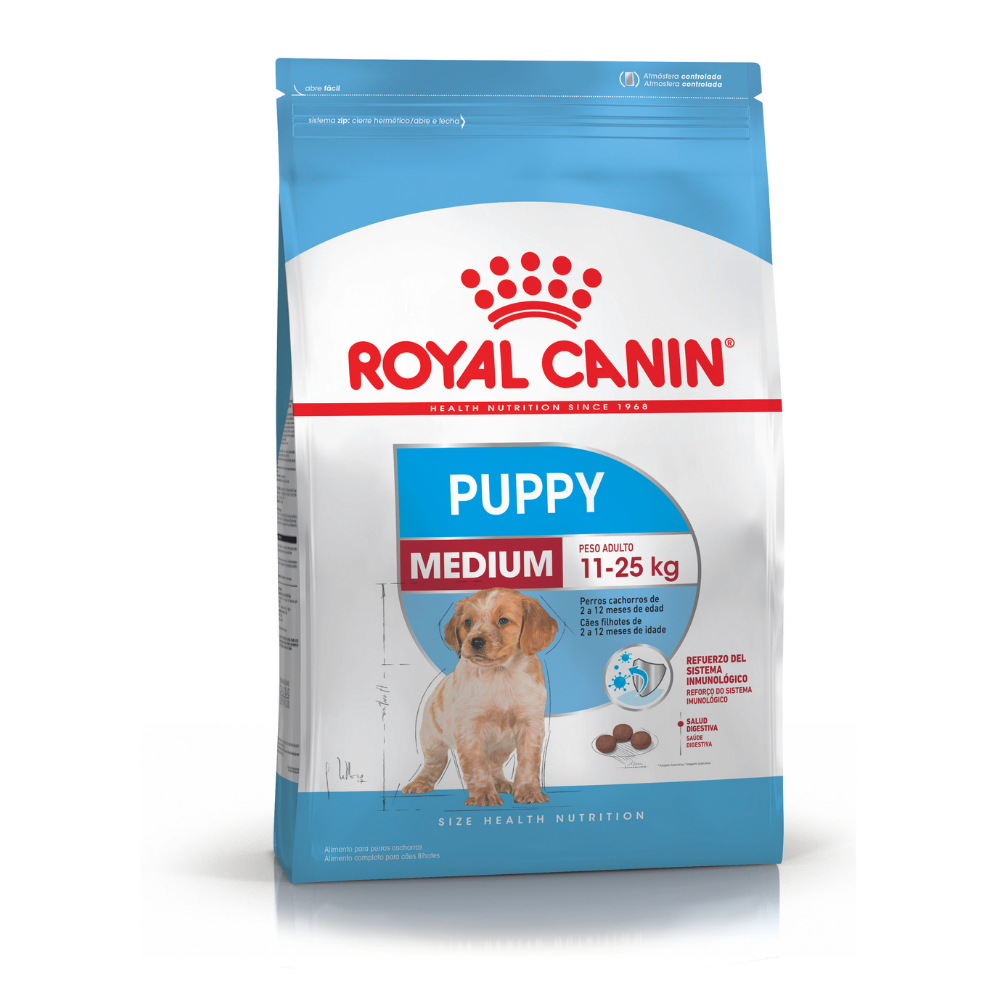 abre fácil
Atmósfera controlada
Atmosfera controlada
sistema zip: cierre hermético/abre e fecha
ROYAL CANIN®
HEALTH NUTRITION SINCE 1968
PUPPY
MEDIUM
PESO ADULTO
11-25 kg
Perros cachorros de
2 a 12 meses de edad
Cães filhotes de
2 a 12 meses de idade
REFUERZO DEL
SISTEMA
INMUNOLÓGICO
REFORÇO DO SISTEMA
IMUNOLÓGICO
SALUD
DIGESTIVA
SAÚDE
DIGESTIVA
SIZE HEALTH NUTRITION
Alimento para perros cachorros
Alimento completo para cães filhotes